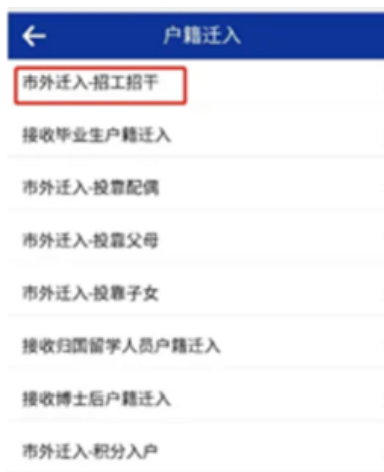 户籍迁入
市外迁入-招工招干
接收毕业生户籍迁入
市外迁入-投靠配偶
市外迁入-投靠父母
市外迁入-投靠子女
接收归国留学人员户籍迁入
接收博士后户籍迁入
市外迁入-积分入户